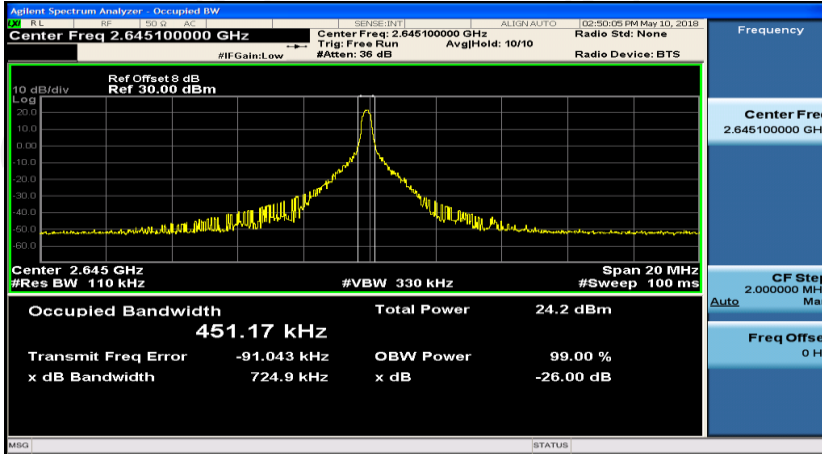 Agilent Spectrum Analyzer - Occupied BW
LXI RL RF 50 Ω AC SENSE:INT ALIGN AUTO 02:50:05 PM May 10, 2018
Center Freq 2.645100000 GHz Center Freq: 2.645100000 GHz Radio Std: None
Trig: Free Run Avg|Hold: 10/10
#IFGain:Low #Atten: 36 dB Radio Device: BTS
Ref Offset 8 dB
10 dB/div Ref 30.00 dBm
Log
20.0
10.0
0.00
-10.0
-20.0
-30.0
-40.0
-50.0
-60.0
Center 2.645 GHz Span 20 MHz
#Res BW 110 kHz #VBW 330 kHz #Sweep 100 ms
Occupied Bandwidth Total Power 24.2 dBm
451.17 kHz
Transmit Freq Error -91.043 kHz OBW Power 99.00 %
x dB Bandwidth 724.9 kHz x dB -26.00 dB
MSG STATUS
Frequency
Center Fre
2.645100000 GH
CF Step
2.000000 MH
Auto Ma
Freq Offse
0 H